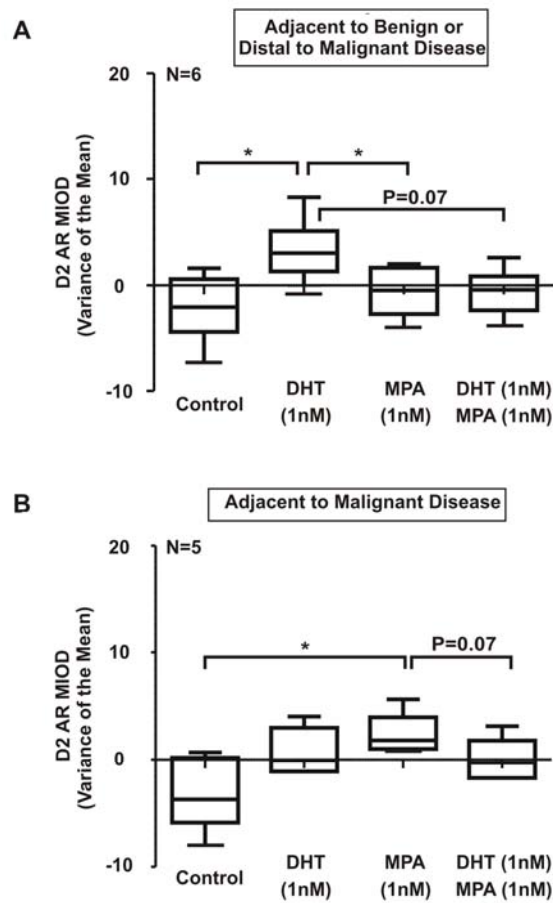 A
Adjacent to Benign or
Distal to Malignant Disease
20
N=6
* *
10
P=0.07
D2 AR MIOD
(Variance of the Mean)
0
-10
Control
DHT
(1nM)
MPA
(1nM)
DHT (1nM)
MPA (1nM)
B
Adjacent to Malignant Disease
20
N=5
* P=0.07
10
D2 AR MIOD
(Variance of the Mean)
0
-10
Control
DHT
(1nM)
MPA
(1nM)
DHT (1nM)
MPA (1nM)